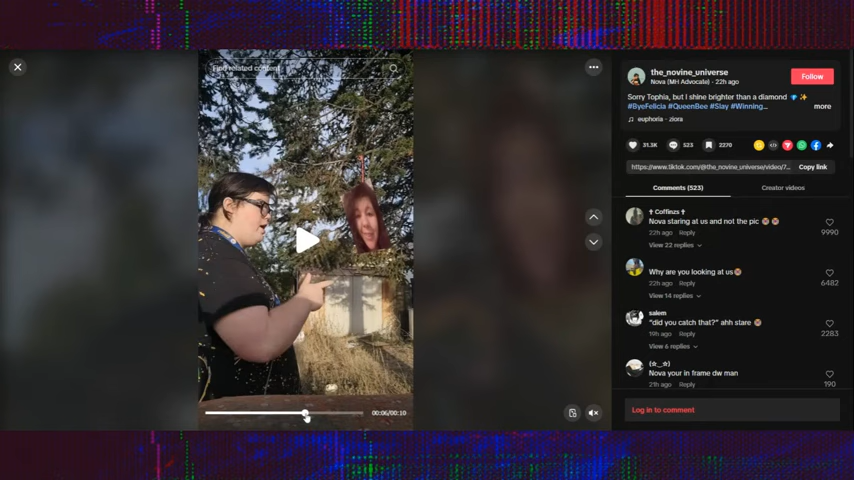 Find related content
the_novine_universe
Nova (MH Advocate) · 22h ago
Follow
Sorry Tophia, but I shine brighter than a diamond 💎 ✨
#ByeFelicia #QueenBee #Slay #Winning...
more
euphoria - ziora
31.3K
523
2270
https://www.tiktok.com/@the_novine_universe/video/7...
Copy link
Comments (523)
Creator videos
✝ Coffinzs ✝
Nova staring at us and not the pic
22h ago
Reply
9990
View 22 replies
Why are you looking at us
22h ago
Reply
6482
View 14 replies
salem
"did you catch that?" ahh stare
19h ago
Reply
2283
View 6 replies
Nova your in frame dw man
21h ago
Reply
190
Log in to comment
00:06/00:10